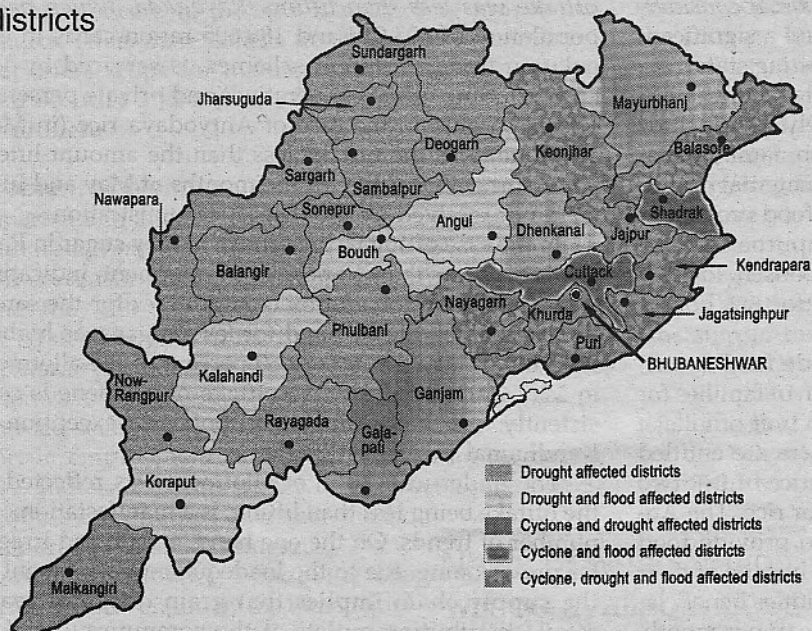 districts
Sundargarh
Jharsuguda
Mayurbhanj
Deogarh
Keonjhar
Balasore
Sargarh
Sambalpur
Nawapara
Sonepur
Angul
Shadrak
Boudh
Dhenkanal
Jajpur
Balangir
Cuttack
Kendrapara
Nayagarn
Khurda
Jagatsinghpur
Phulbani
Puri
BHUBANESHWAR
Kalahandi
Now-
Rangpur
Ganjam
Rayagada
Gaja-
pati
Koraput
Malkangiri
Drought affected districts
Drought and flood affected districts
Cyclone and drought affected districts
Cyclone and flood affected districts
Cyclone, drought and flood affected districts